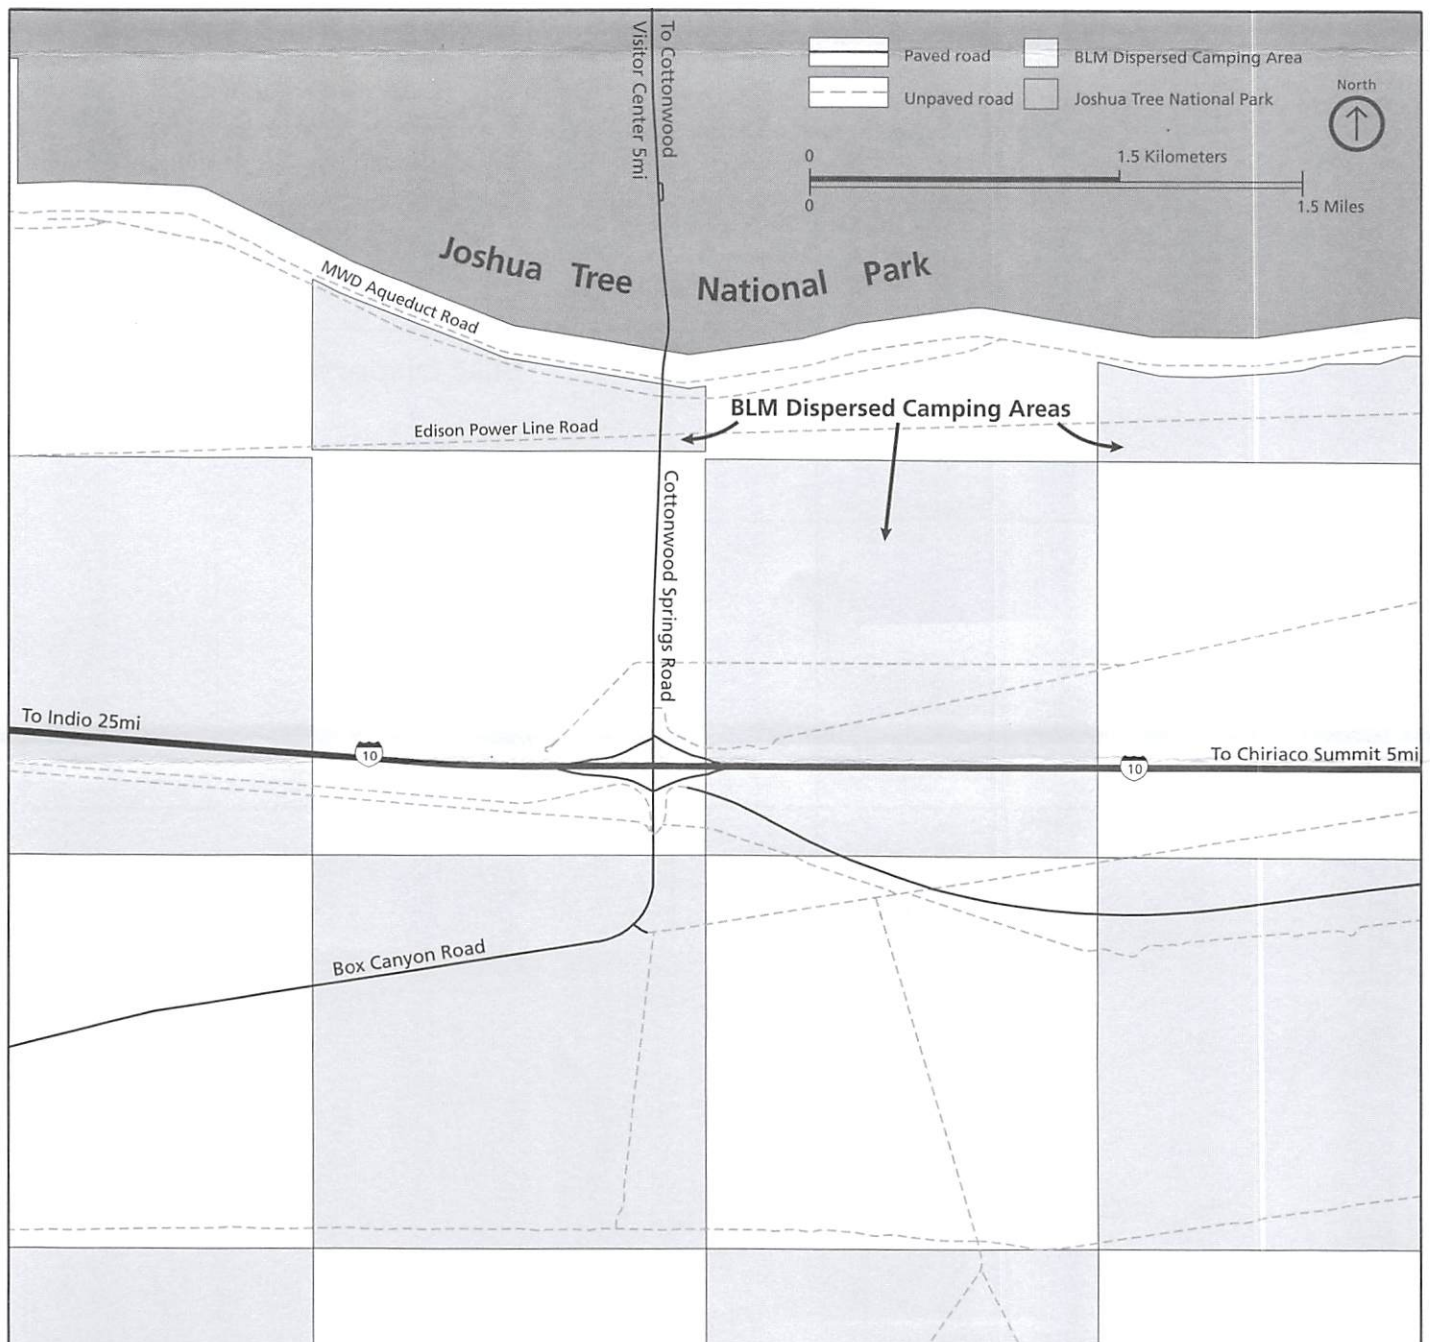 To Cottonwood
Visitor Center 5mi
Paved road
BLM Dispersed Camping Area
Unpaved road
Joshua Tree National Park
North
0
1.5 Kilometers
0
1.5 Miles
Joshua Tree National Park
MWD Aqueduct Road
BLM Dispersed Camping Areas
Edison Power Line Road
Cottonwood Springs Road
To Indio 25mi
10
To Chiriaco Summit 5mi
10
Box Canyon Road